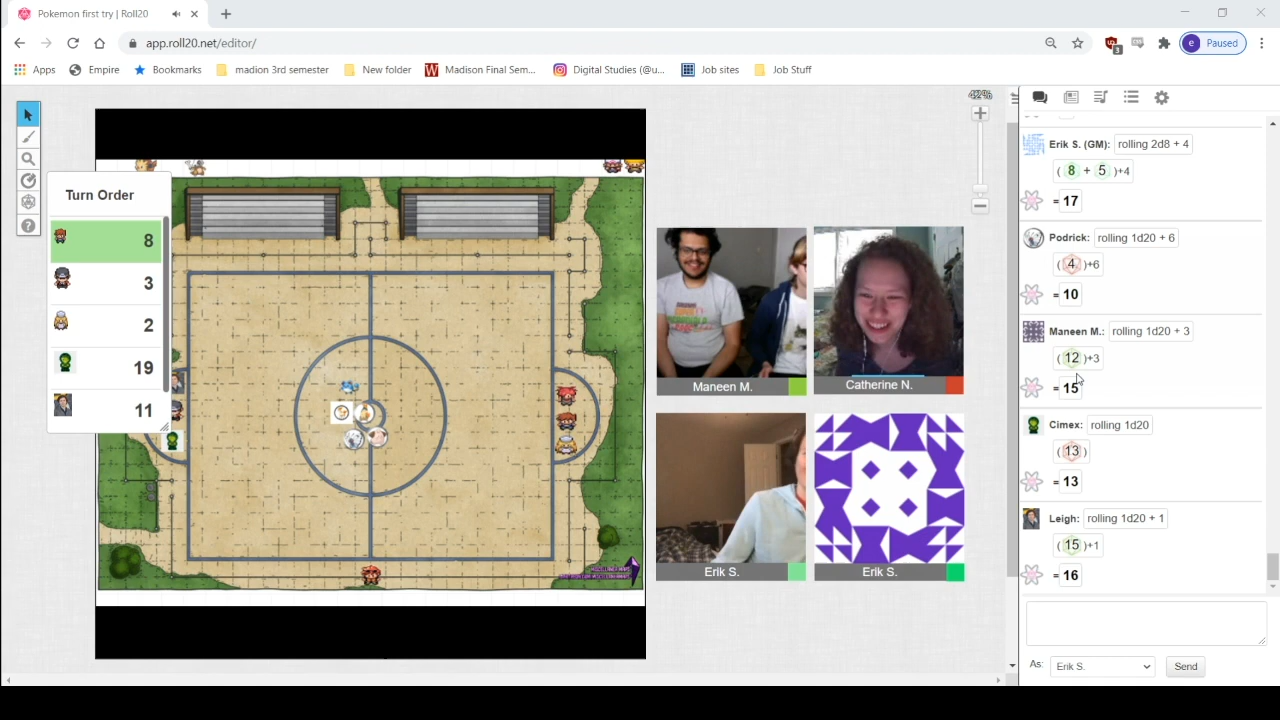 Pokemon first try | Roll20
app.roll20.net/editor/
3
e Paused
Apps Empire Bookmarks madion 3rd semester New folder Madison Final Sem... Digital Studies (@u... Job sites Job Stuff
42%
Turn Order
8
3
2
19
11
Maneen M.
Catherine N.
Erik S.
Erik S.
Erik S. (GM): rolling 2d8 + 4
( 8 + 5 )+4
= 17
Podrick: rolling 1d20 + 6
( 4 )+6
= 10
Maneen M.: rolling 1d20 + 3
( 12 )+3
= 15
Cimex: rolling 1d20
( 13 )
= 13
Leigh: rolling 1d20 + 1
( 15 )+1
= 16
As: Erik S. Send